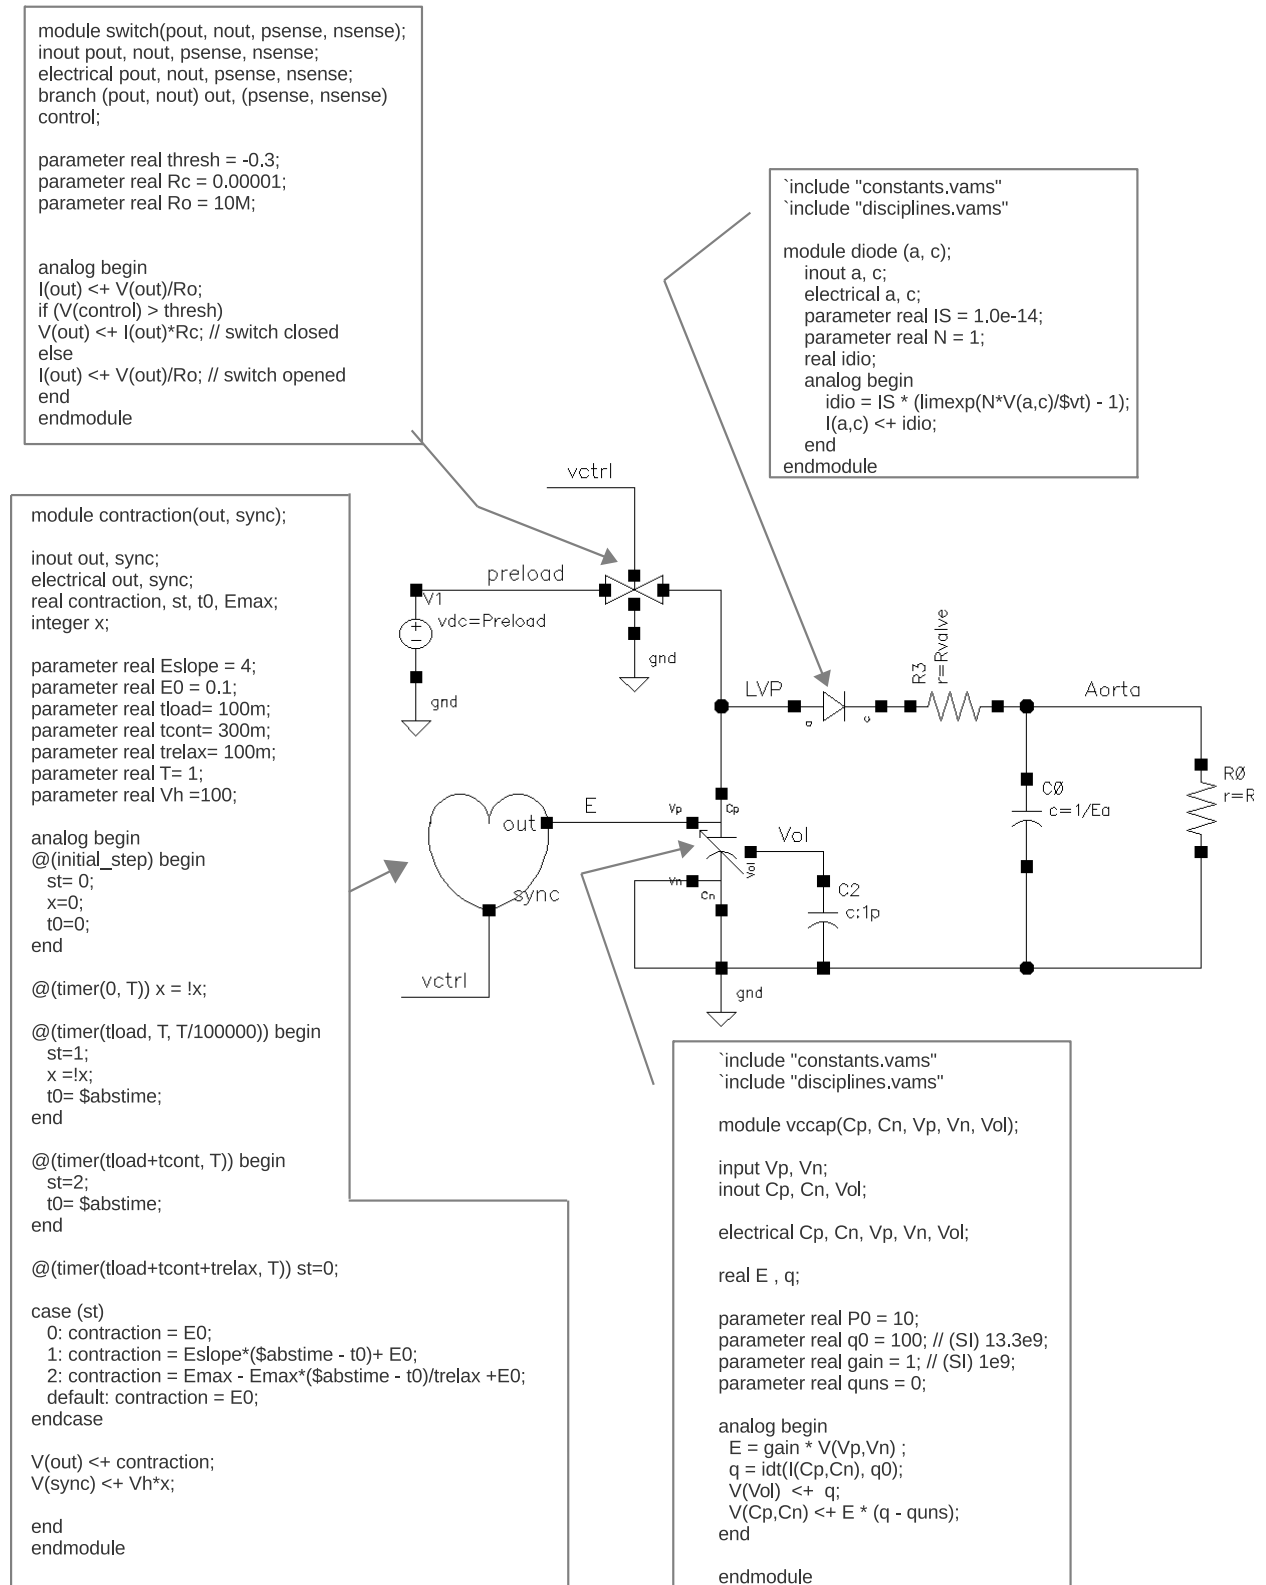 module switch(pout, nout, psense, nsense);
inout pout, nout, psense, nsense;
electrical pout, nout, psense, nsense;
branch (pout, nout) out, (psense, nsense)
control;
parameter real thresh = -0.3;
parameter real Rc = 0.00001;
parameter real Ro = 10M;
analog begin
I(out) <+ V(out)/Ro;
if (V(control) > thresh)
V(out) <+ I(out)*Rc; // switch closed
else
I(out) <+ V(out)/Ro; // switch opened
end
endmodule
`include "constants.vams"
`include "disciplines.vams"
module diode (a, c);
inout a, c;
electrical a, c;
parameter real IS = 1.0e-14;
parameter real N = 1;
real idio;
analog begin
idio = IS * (limexp(N*V(a,c)/$vt) - 1);
I(a,c) <+ idio;
end
endmodule
module contraction(out, sync);
inout out, sync;
electrical out, sync;
real contraction, st, t0, Emax;
integer x;
parameter real Eslope = 4;
parameter real E0 = 0.1;
parameter real tload= 100m;
parameter real tcont= 300m;
parameter real trelax= 100m;
parameter real T= 1;
parameter real Vh =100;
analog begin
@(initial_step) begin
st= 0;
x=0;
t0=0;
end
@(timer(0, T)) x = !x;
@(timer(tload, T, T/100000)) begin
st=1;
x =!x;
t0= $abstime;
end
@(timer(tload+tcont, T)) begin
st=2;
t0= $abstime;
end
@(timer(tload+tcont+trelax, T)) st=0;
case (st)
0: contraction = E0;
1: contraction = Eslope*($abstime - t0)+ E0;
2: contraction = Emax - Emax*($abstime - t0)/trelax +E0;
default: contraction = E0;
endcase
V(out) <+ contraction;
V(sync) <+ Vh*x;
end
endmodule
vctrl
preload
V1
vdc=Preload
gnd
gnd
LVP
a
c
R3
r=Rvalve
Aorta
CØ
c=1/Ea
RØ
r=R
E
out
sync
vctrl
Vp
Cp
Vn
Cn
Vol
Vol
C2
c:1p
gnd
`include "constants.vams"
`include "disciplines.vams"
module vccap(Cp, Cn, Vp, Vn, Vol);
input Vp, Vn;
inout Cp, Cn, Vol;
electrical Cp, Cn, Vp, Vn, Vol;
real E , q;
parameter real P0 = 10;
parameter real q0 = 100; // (SI) 13.3e9;
parameter real gain = 1; // (SI) 1e9;
parameter real quns = 0;
analog begin
E = gain * V(Vp,Vn) ;
q = idt(I(Cp,Cn), q0);
V(Vol) <+ q;
V(Cp,Cn) <+ E * (q - quns);
end
endmodule